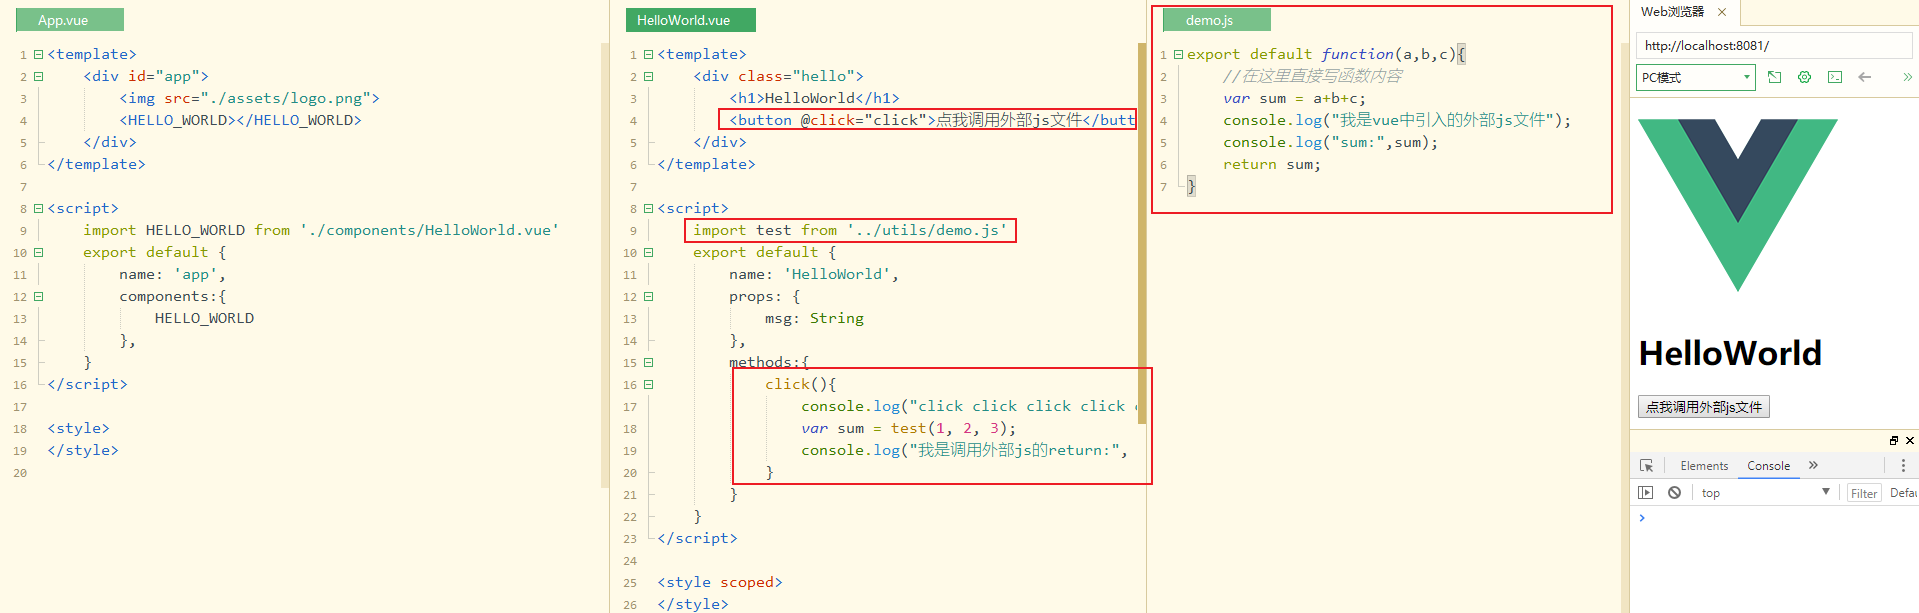 App.vue
1 <template>
2 <div id="app">
3 <img src="./assets/logo.png">
4 <HELLO_WORLD></HELLO_WORLD>
5 </div>
6 </template>
7
8 <script>
9 import HELLO_WORLD from './components/HelloWorld.vue'
10 export default {
11 name: 'app',
12 components:{
13 HELLO_WORLD
14 },
15 }
16 </script>
17
18 <style>
19 </style>
20
HelloWorld.vue
1 <template>
2 <div class="hello">
3 <h1>HelloWorld</h1>
4 <button @click="click">点我调用外部js文件</butt
5 </div>
6 </template>
7
8 <script>
9 import test from '../utils/demo.js'
10 export default {
11 name: 'HelloWorld',
12 props: {
13 msg: String
14 },
15 methods:{
16 click(){
17 console.log("click click click click
18 var sum = test(1, 2, 3);
19 console.log("我是调用外部js的return:",
20 }
21 }
22 }
23 </script>
24
25 <style scoped>
26 </style>
demo.js
1 export default function(a,b,c){
2 //在这里直接写函数内容
3 var sum = a+b+c;
4 console.log("我是vue中引入的外部js文件");
5 console.log("sum:",sum);
6 return sum;
7 }
Web浏览器
http://localhost:8081/
PC模式
HelloWorld
点我调用外部js文件
Elements Console
top Filter Defau